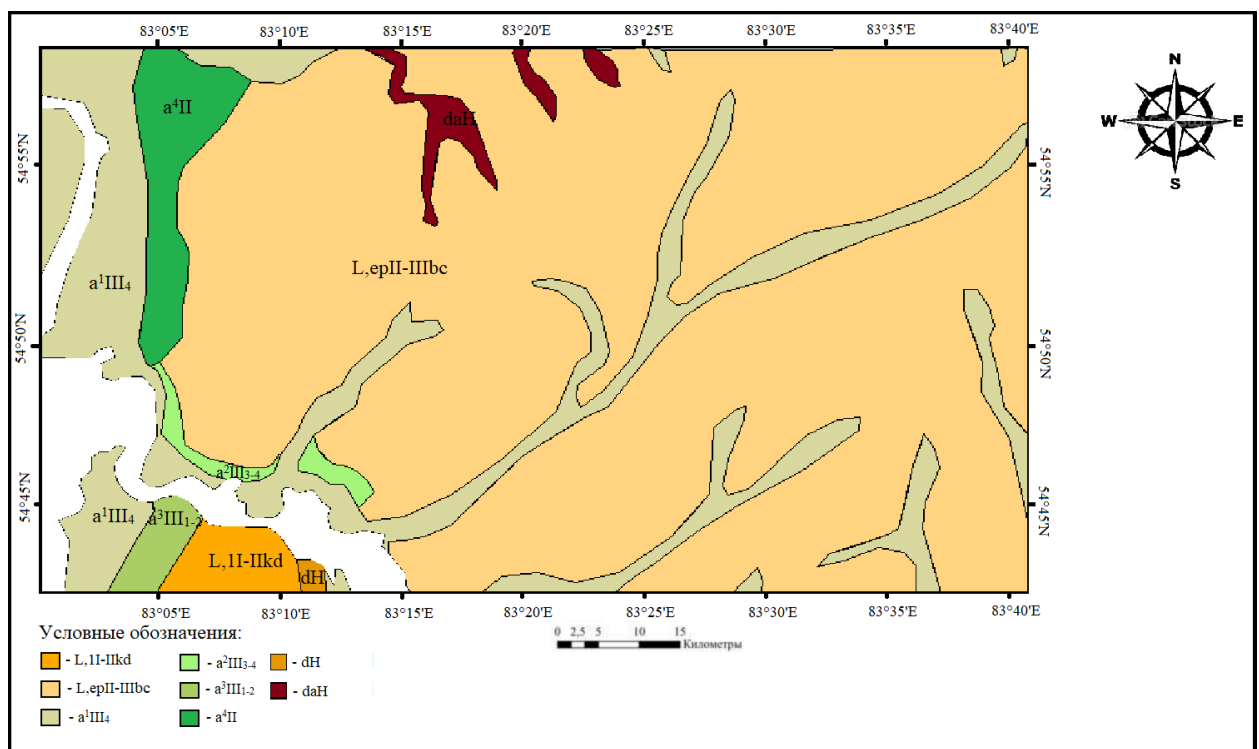 83°05'E 83°10'E 83°15'E 83°20'E 83°25'E 83°30'E 83°35'E 83°40'E
N
W E
S
a⁴II
daH
54°55'N 54°55'N
L,epII-IIIbc
a¹III₄
54°50'N 54°50'N
a²III₃₋₄
54°45'N 54°45'N
a¹III₄ a³III₁₋₂
L,1I-IIkd
dH
83°05'E 83°10'E 83°15'E 83°20'E 83°25'E 83°30'E 83°35'E 83°40'E
Условные обозначения:
0 2,5 5 10 15
Километры
- L,1I-IIkd - a²III₃₋₄ - dH
- L,epII-IIIbc - a³III₁₋₂ - daH
- a¹III₄ - a⁴II